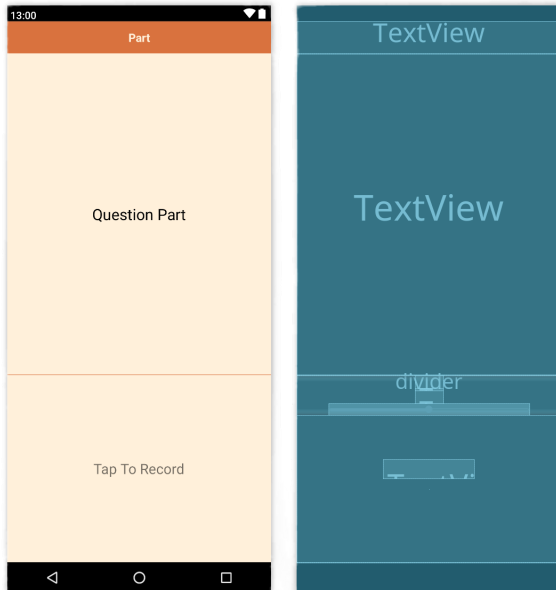 13:00
Part
Question Part
Tap To Record
TextView
TextView
divider